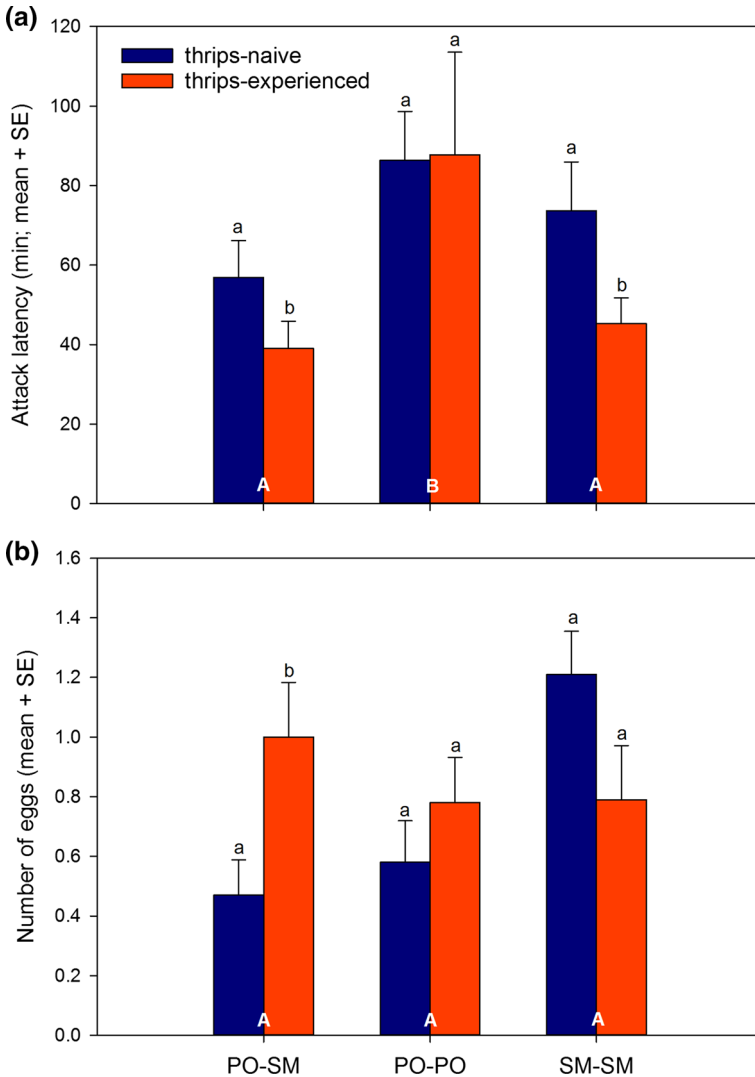 (a)
120
100
80
60
40
20
0
Attack latency (min; mean + SE)
thrips-naive
thrips-experienced
a
b
a
a
a
b
A
B
A
(b)
1.6
1.4
1.2
1.0
0.8
0.6
0.4
0.2
0.0
Number of eggs (mean + SE)
a
b
a
a
a
a
A
A
A
PO-SM
PO-PO
SM-SM